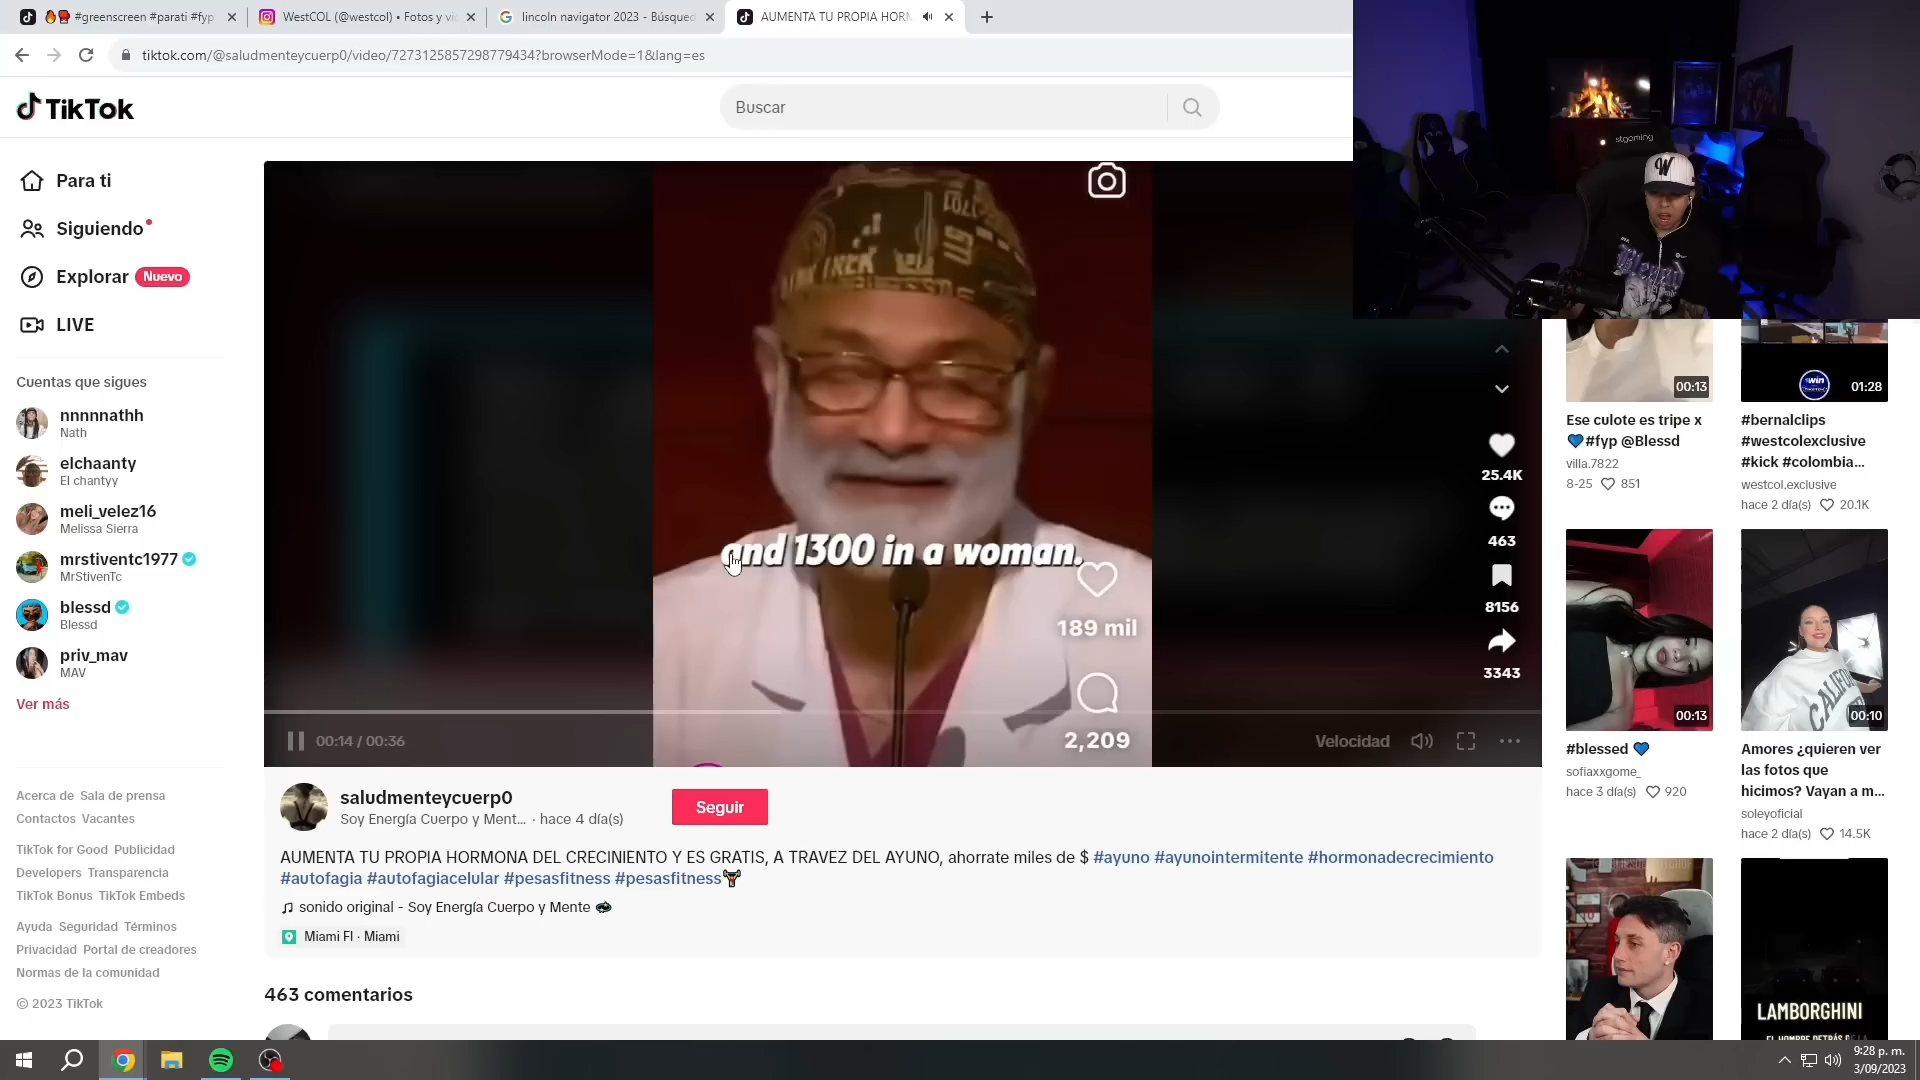 #greenscreen #parati #fyp
WestCOL (@westcol) • Fotos y vi
lincoln navigator 2023 - Búsqued
AUMENTA TU PROPIA HORM
tiktok.com/@saludmenteycuerp0/video/7273125857298779434?browserMode=1&lang=es
TikTok
Buscar
Para ti
Siguiendo
Explorar Nuevo
LIVE
Cuentas que sigues
nnnnnathh
Nath
elchaanty
El chantyy
meli_velez16
Melissa Sierra
mrstiventc1977
MrStivenTc
blessd
Blessd
priv_mav
MAV
Ver más
Acerca de Sala de prensa
Contactos Vacantes
TikTok for Good Publicidad
Developers Transparencia
TikTok Bonus TikTok Embeds
Ayuda Seguridad Términos
Privacidad Portal de creadores
Normas de la comunidad
© 2023 TikTok
and 1300 in a woman.
189 mil
2,209
00:14 / 00:36
Velocidad
25.4K
463
8156
3343
saludmenteycuerp0
Soy Energía Cuerpo y Ment... · hace 4 día(s)
Seguir
AUMENTA TU PROPIA HORMONA DEL CRECINIENTO Y ES GRATIS, A TRAVEZ DEL AYUNO, ahorrate miles de $ #ayuno #ayunointermitente #hormonadecrecimiento
#autofagia #autofagiacelular #pesasfitness #pesasfitness
sonido original - Soy Energía Cuerpo y Mente
Miami Fl · Miami
463 comentarios
stgoming
W
00:13
Ese culote es tripe x
#fyp @Blessd
villa.7822
8-25 851
win
01:28
#bernalclips
#westcolexclusive
#kick #colombia...
westcol.exclusive
hace 2 día(s) 20.1K
00:13
#blessed
sofiaxxgome_
hace 3 día(s) 920
CALIFOR
00:10
Amores ¿quieren ver
las fotos que
hicimos? Vayan a m...
soleyoficial
hace 2 día(s) 14.5K
LAMBORGHINI
9:28 p. m.
3/09/2023